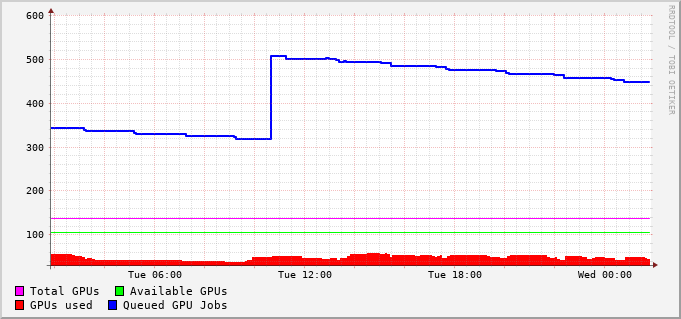 600
500
400
300
200
100
Tue 06:00 Tue 12:00 Tue 18:00 Wed 00:00
Total GPUs Available GPUs
GPUs used Queued GPU Jobs
RRDTOOL / TOBI OETIKER